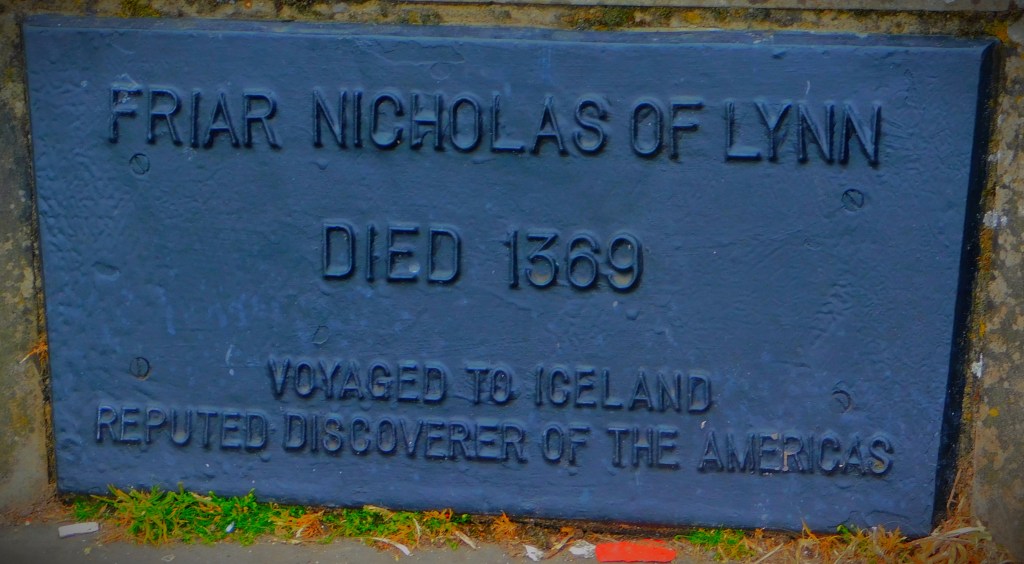 FRIAR NICHOLAS OF LYNN
DIED 1369
VOYAGED TO ICELAND
REPUTED DISCOVERER OF THE AMERICAS